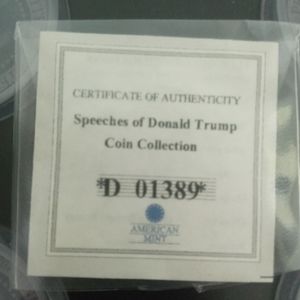 CERTIFICATE OF AUTHENTICITY
Speeches of Donald Trump
Coin Collection
*D 01389*
AMERICAN
MINT